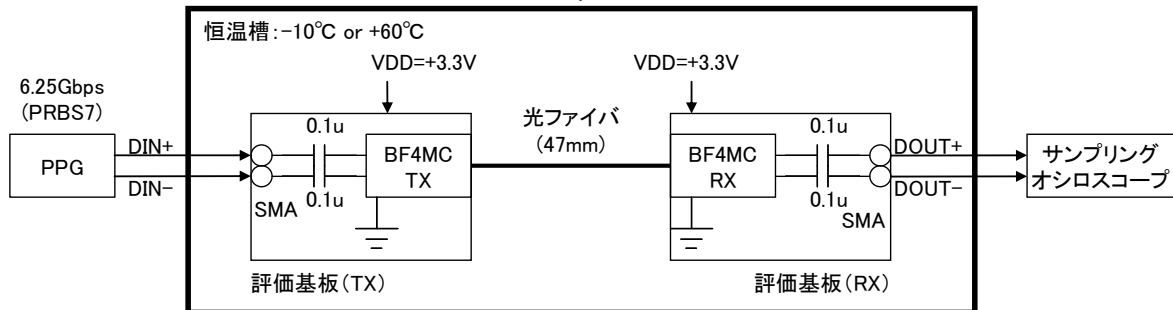 恒温槽:-10℃ or +60℃
VDD=+3.3V
VDD=+3.3V
6.25Gbps
(PRBS7)
PPG
DIN+
DIN-
0.1u
0.1u
SMA
BF4MC
TX
光ファイバ
(47mm)
BF4MC
RX
0.1u
0.1u
SMA
DOUT+
DOUT-
サンプリング
オシロスコープ
評価基板(TX)
評価基板(RX)